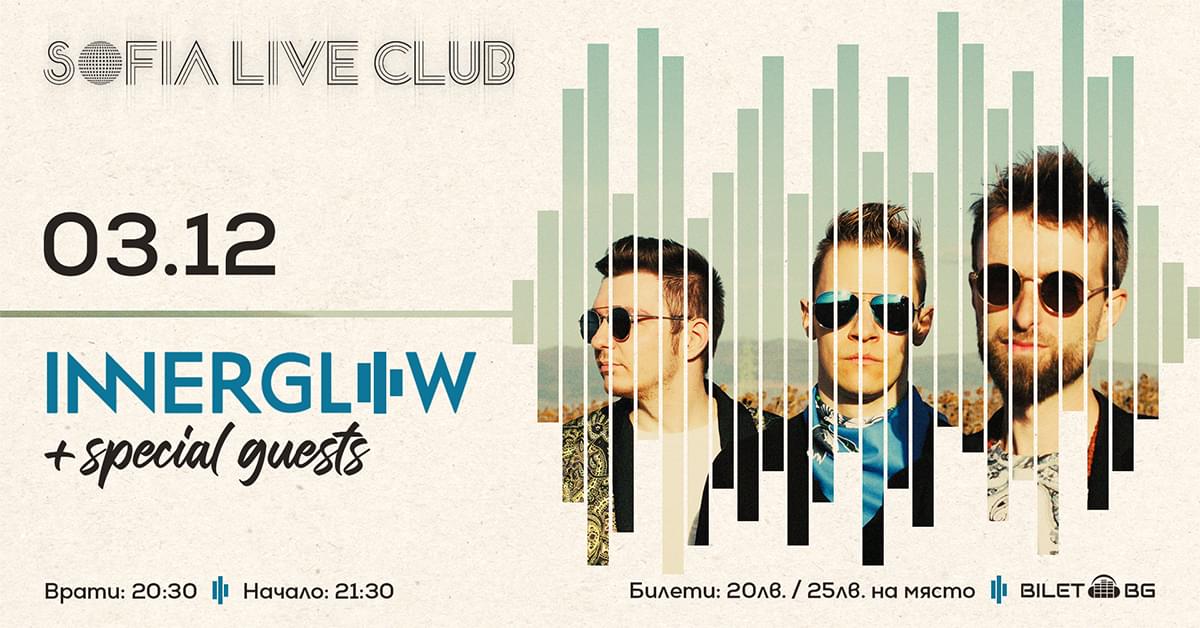 SOFIA LIVE CLUB
03.12
INNERGLOW
+ special guests
Врати: 20:30 Начало: 21:30
Билети: 20лв. / 25лв. на място BILET BG